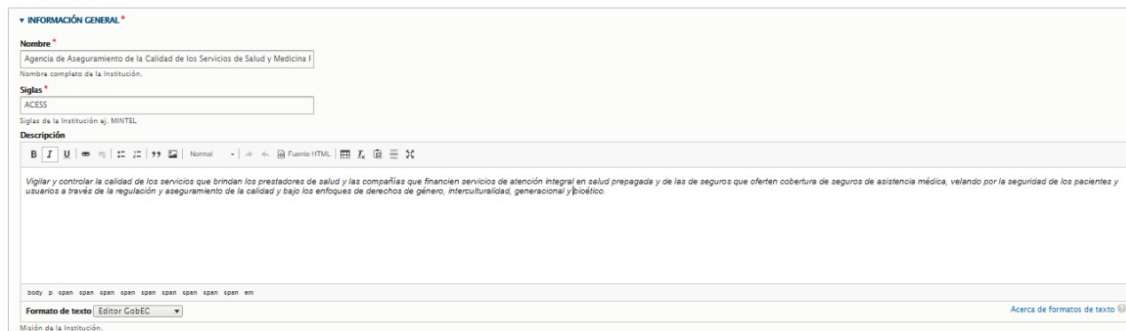 INFORMACIÓN GENERAL *
Nombre *
Agencia de Aseguramiento de la Calidad de los Servicios de Salud y Medicina P
Nombre completo de la Institución.
Siglas *
ACESS
Siglas de la Institución ej. MINTEL
Descripción
B I U Normal Fuente HTML
Vigilar y controlar la calidad de los servicios que brindan los prestadores de salud y las compañías que financien servicios de atención integral en salud prepagada y de las de seguros que oferten cobertura de seguros de asistencia médica, velando por la seguridad de los pacientes y
usuarios a través de la regulación y aseguramiento de la calidad y bajo los enfoques de derechos de género, interculturalidad, generacional y bioético.
body p span span span span span span span span span em
Formato de texto Editor GobEC Acerca de formatos de texto
Misión de la Institución.